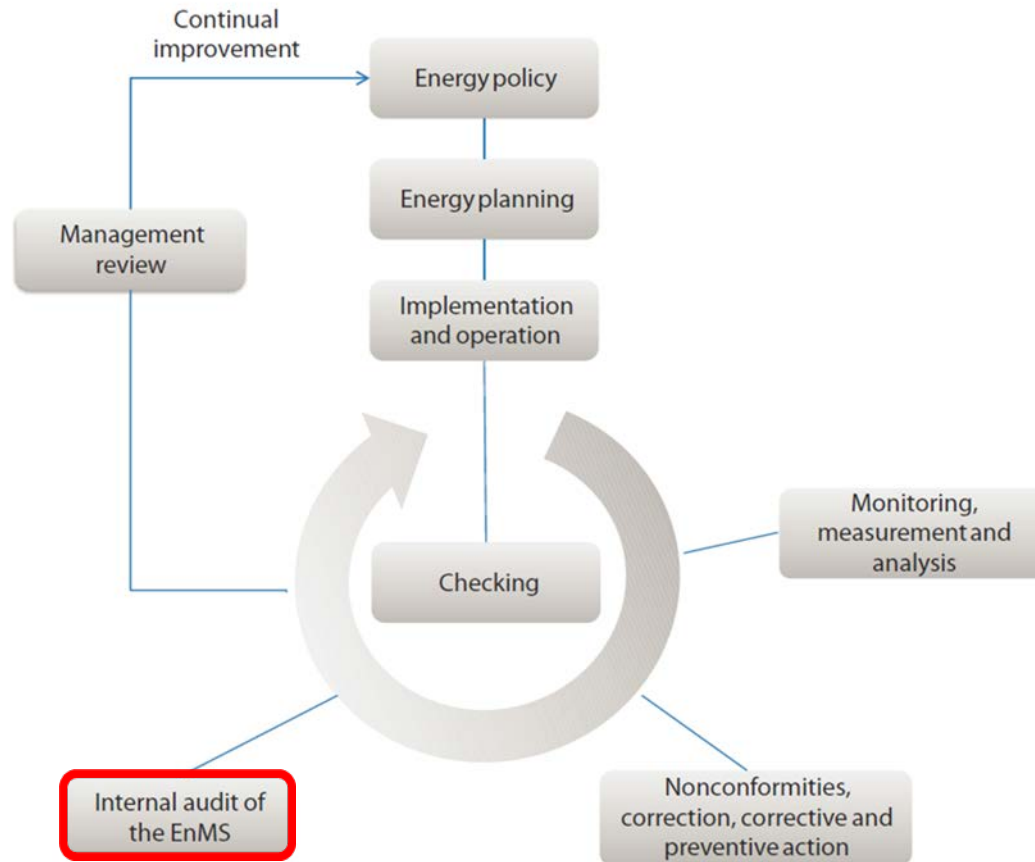 Continual
improvement
Energy policy
Energy planning
Management
review
Implementation
and operation
Monitoring,
measurement and
analysis
Checking
Internal audit of
the EnMS
Nonconformities,
correction, corrective and
preventive action